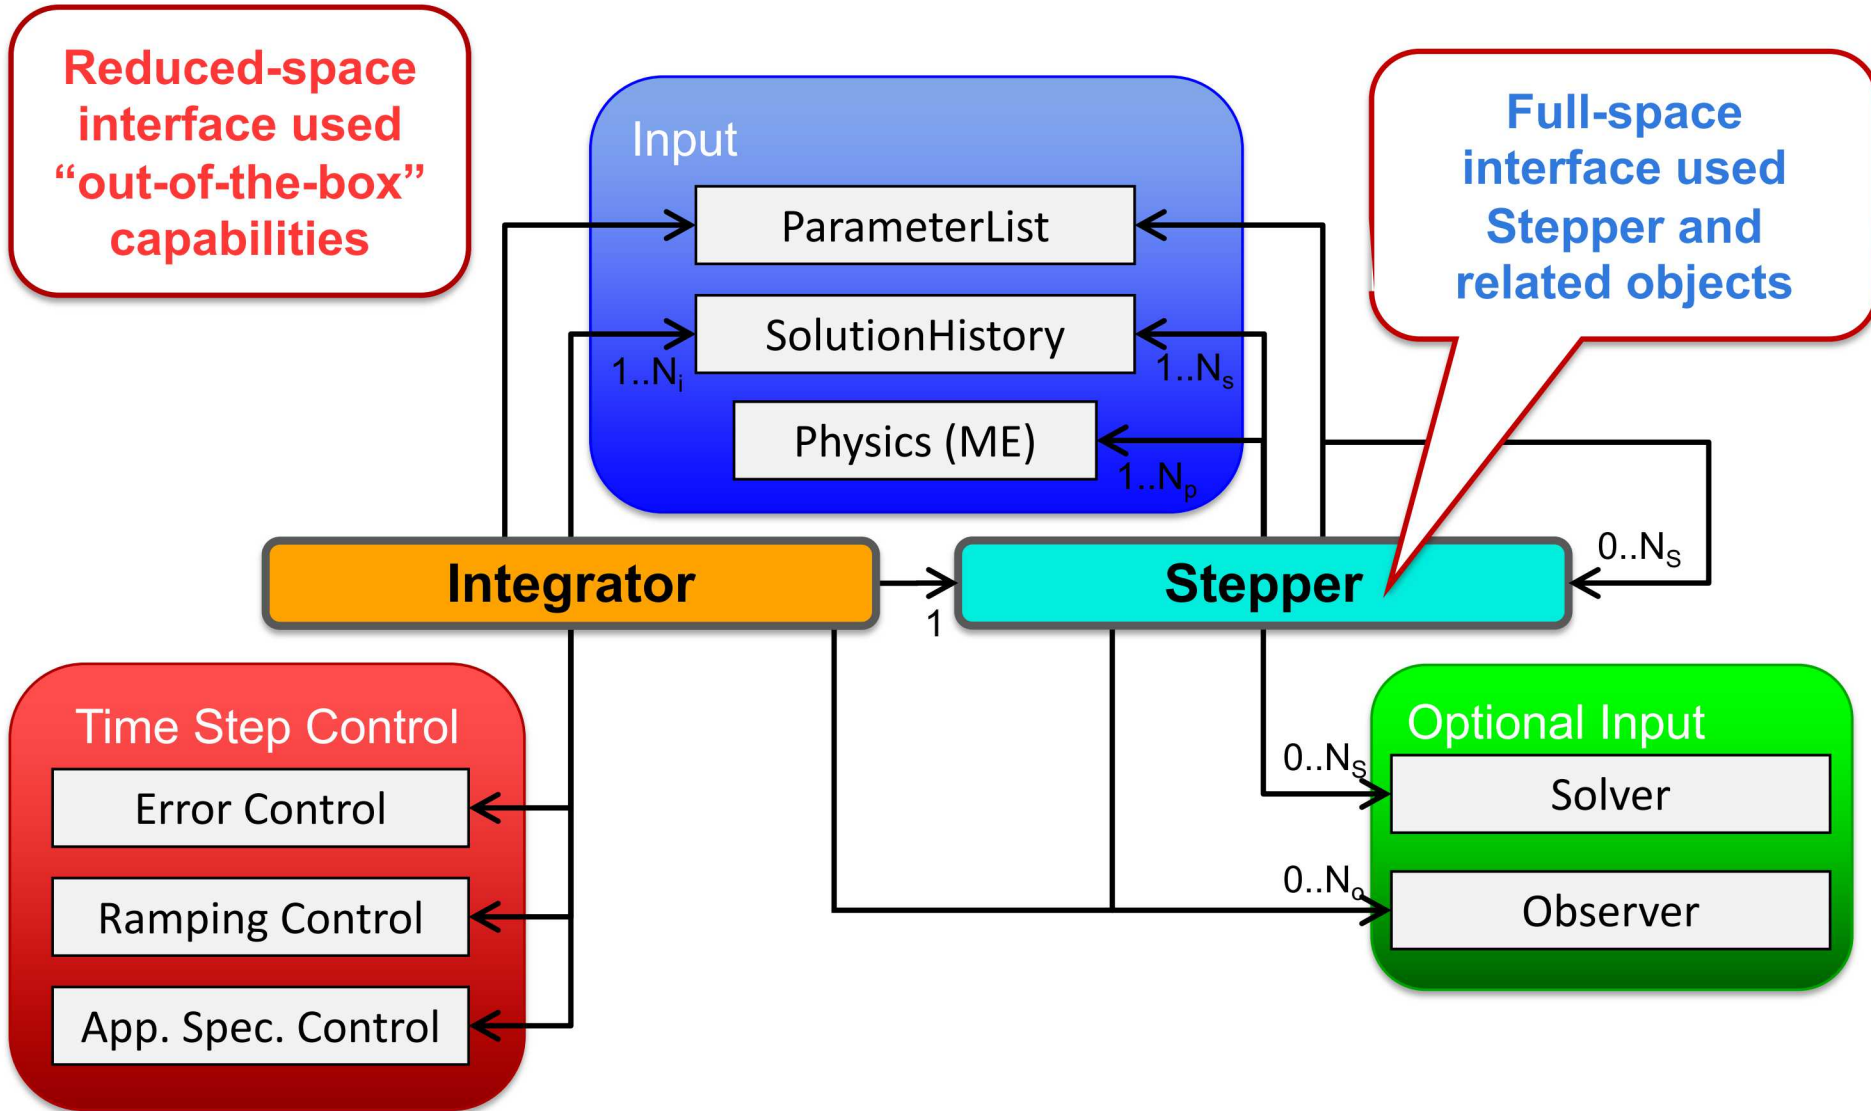 Reduced-space
interface used
“out-of-the-box”
capabilities
Input
ParameterList
SolutionHistory
1..Ni
1..Ns
Physics (ME)
1..Np
Full-space
interface used
Stepper and
related objects
Integrator
1
Stepper
0..NS
Time Step Control
Error Control
Ramping Control
App. Spec. Control
Optional Input
0..NS
Solver
0..No
Observer